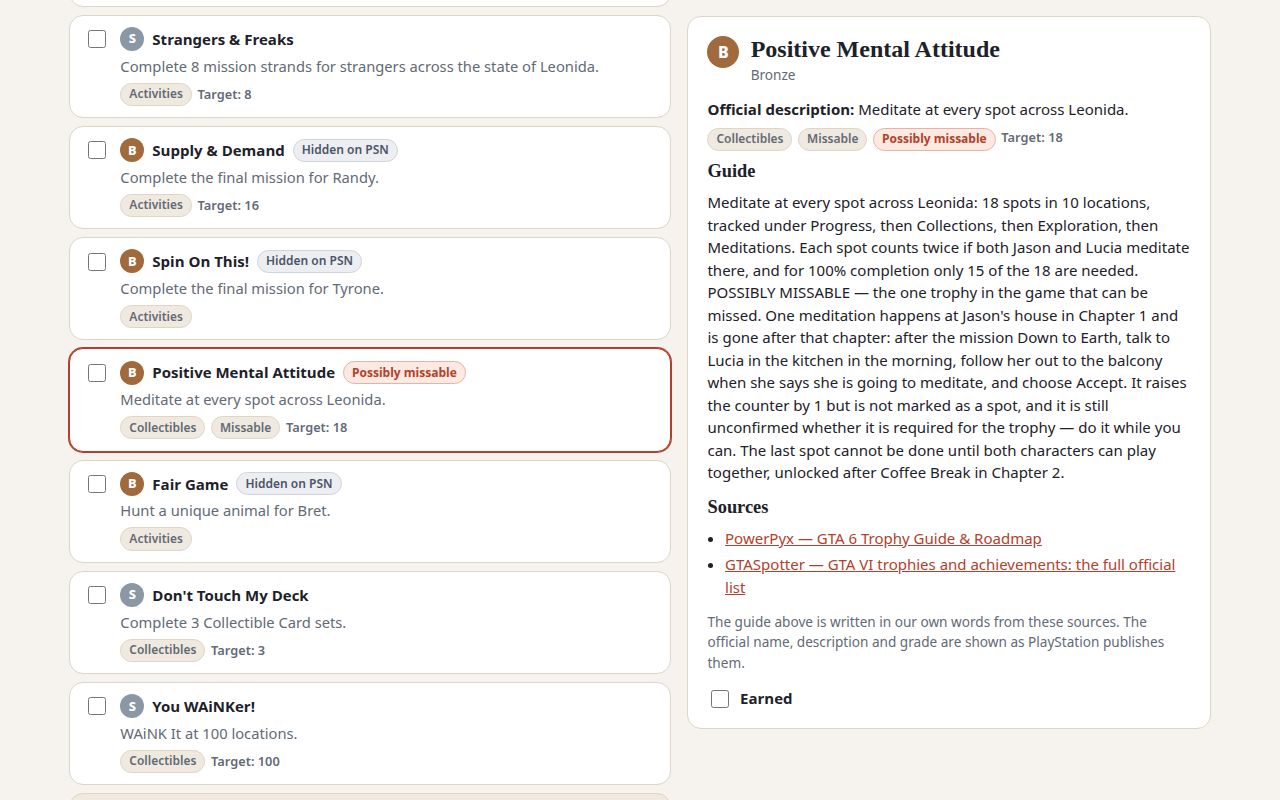 S Strangers & Freaks
Complete 8 mission strands for strangers across the state of Leonida.
Activities Target: 8
B Supply & Demand Hidden on PSN
Complete the final mission for Randy.
Activities Target: 16
B Spin On This! Hidden on PSN
Complete the final mission for Tyrone.
Activities
B Positive Mental Attitude Possibly missable
Meditate at every spot across Leonida.
Collectibles Missable Target: 18
B Fair Game Hidden on PSN
Hunt a unique animal for Bret.
Activities
S Don't Touch My Deck
Complete 3 Collectible Card sets.
Collectibles Target: 3
S You WAiNKer!
WAiNK It at 100 locations.
Collectibles Target: 100
B Positive Mental Attitude
Bronze
Official description: Meditate at every spot across Leonida.
Collectibles Missable Possibly missable Target: 18
Guide
Meditate at every spot across Leonida: 18 spots in 10 locations,
tracked under Progress, then Collections, then Exploration, then
Meditations. Each spot counts twice if both Jason and Lucia meditate
there, and for 100% completion only 15 of the 18 are needed.
POSSIBLY MISSABLE — the one trophy in the game that can be
missed. One meditation happens at Jason's house in Chapter 1 and
is gone after that chapter: after the mission Down to Earth, talk to
Lucia in the kitchen in the morning, follow her out to the balcony
when she says she is going to meditate, and choose Accept. It raises
the counter by 1 but is not marked as a spot, and it is still
unconfirmed whether it is required for the trophy — do it while you
can. The last spot cannot be done until both characters can play
together, unlocked after Coffee Break in Chapter 2.
Sources
• PowerPyx — GTA 6 Trophy Guide & Roadmap
• GTASpotter — GTA VI trophies and achievements: the full official
list
The guide above is written in our own words from these sources. The
official name, description and grade are shown as PlayStation publishes
them.
Earned